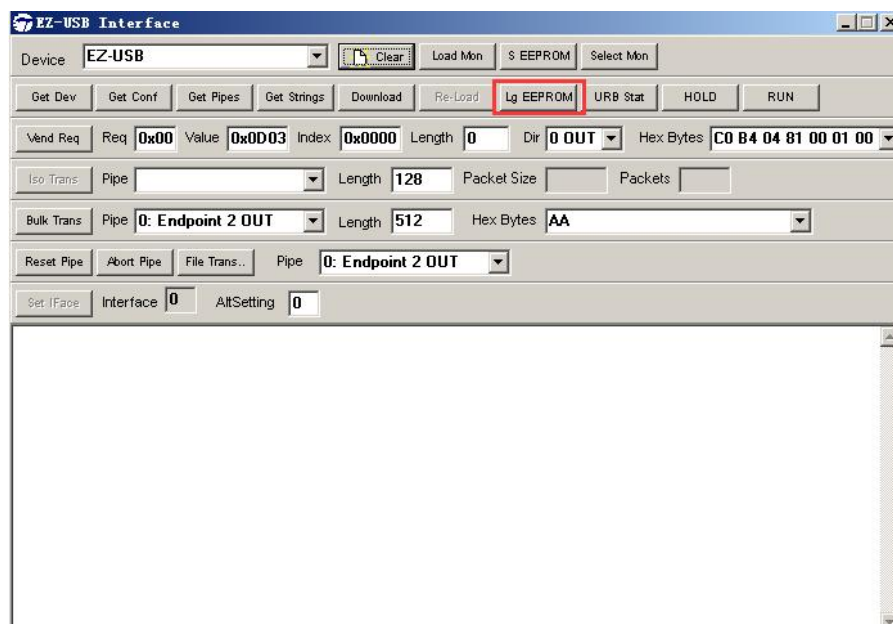 EZ-USB Interface
Device EZ-USB Clear Load Mon S EEPROM Select Mon
Get Dev Get Conf Get Pipes Get Strings Download Re-Load Lg EEPROM URB Stat HOLD RUN
Vend Req Req 0x00 Value 0x0D03 Index 0x0000 Length 0 Dir 0 OUT Hex Bytes C0 B4 04 81 00 01 00
Iso Trans Pipe Length 128 Packet Size Packets
Bulk Trans Pipe 0: Endpoint 2 OUT Length 512 Hex Bytes AA
Reset Pipe Abort Pipe File Trans.. Pipe 0: Endpoint 2 OUT
Set IFace Interface 0 AltSetting 0